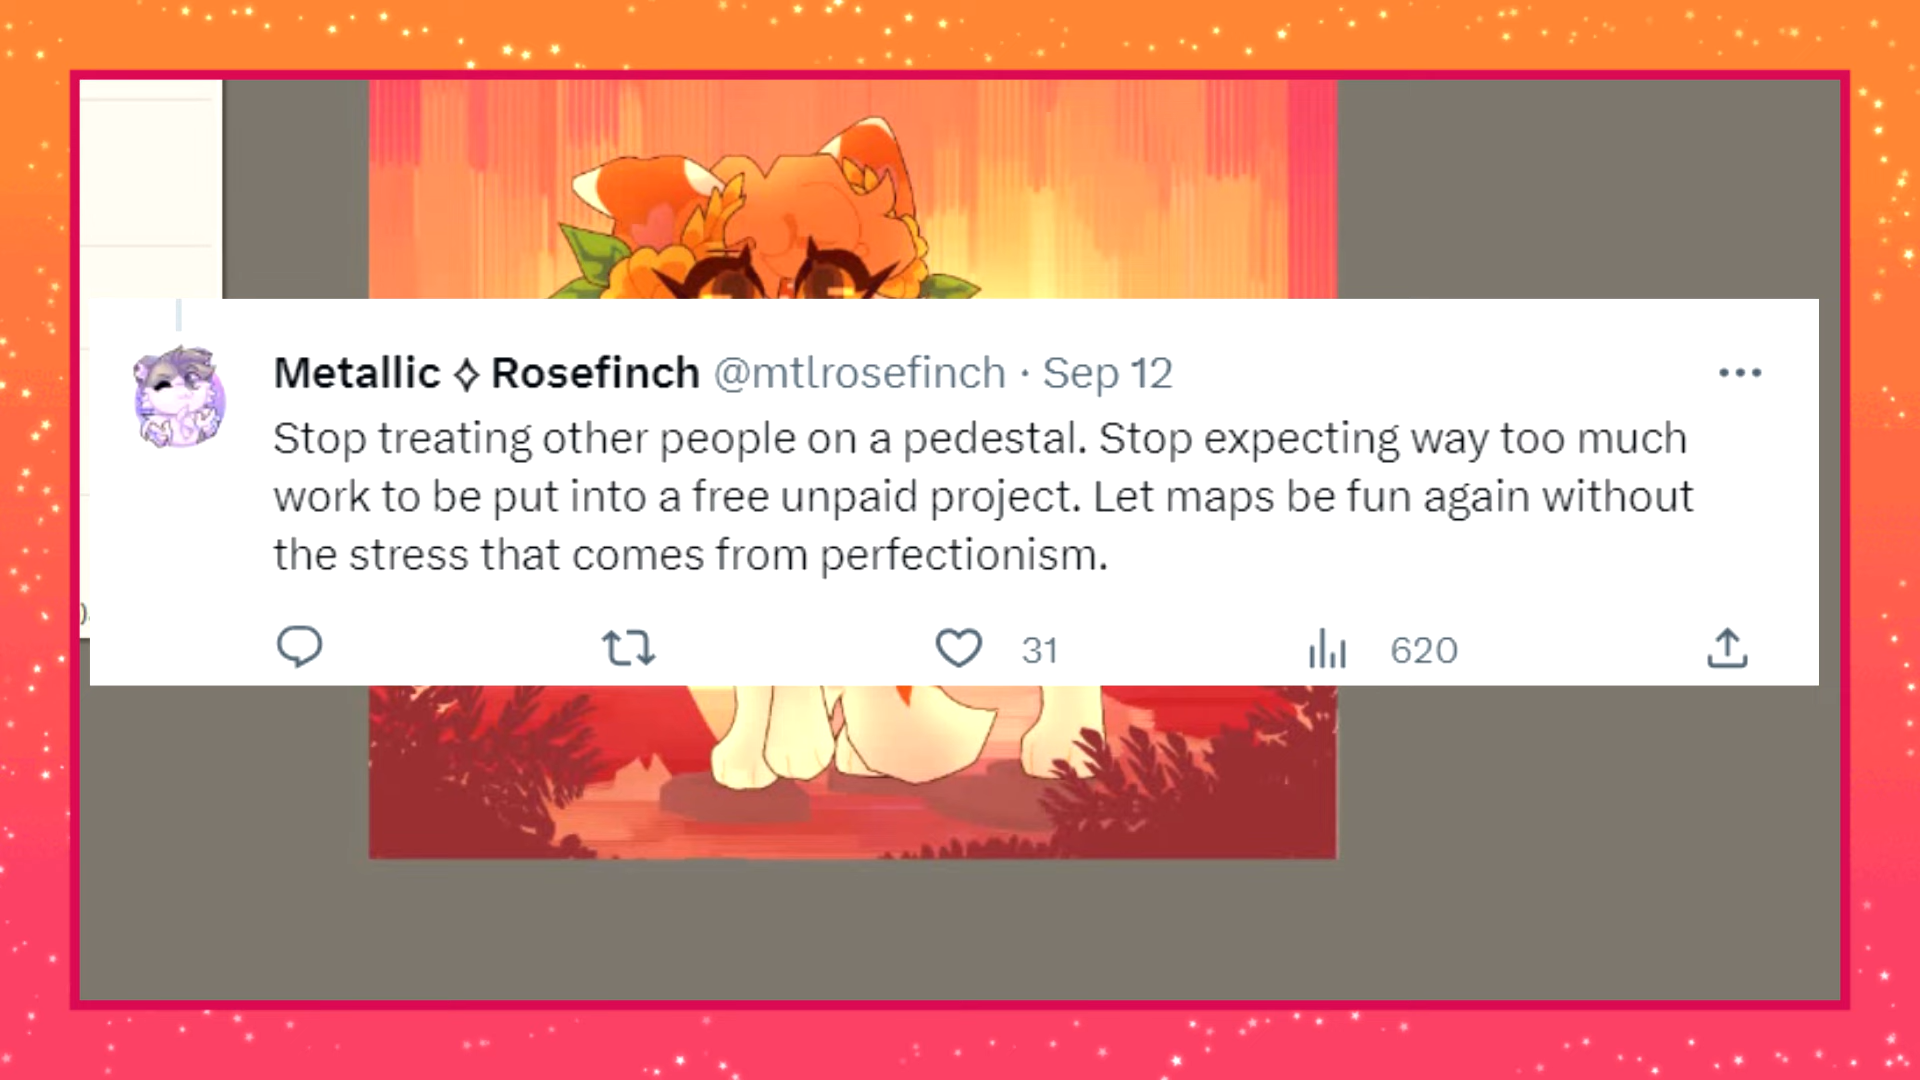 Metallic ✧ Rosefinch @mtlrosefinch · Sep 12
Stop treating other people on a pedestal. Stop expecting way too much
work to be put into a free unpaid project. Let maps be fun again without
the stress that comes from perfectionism.
31 620